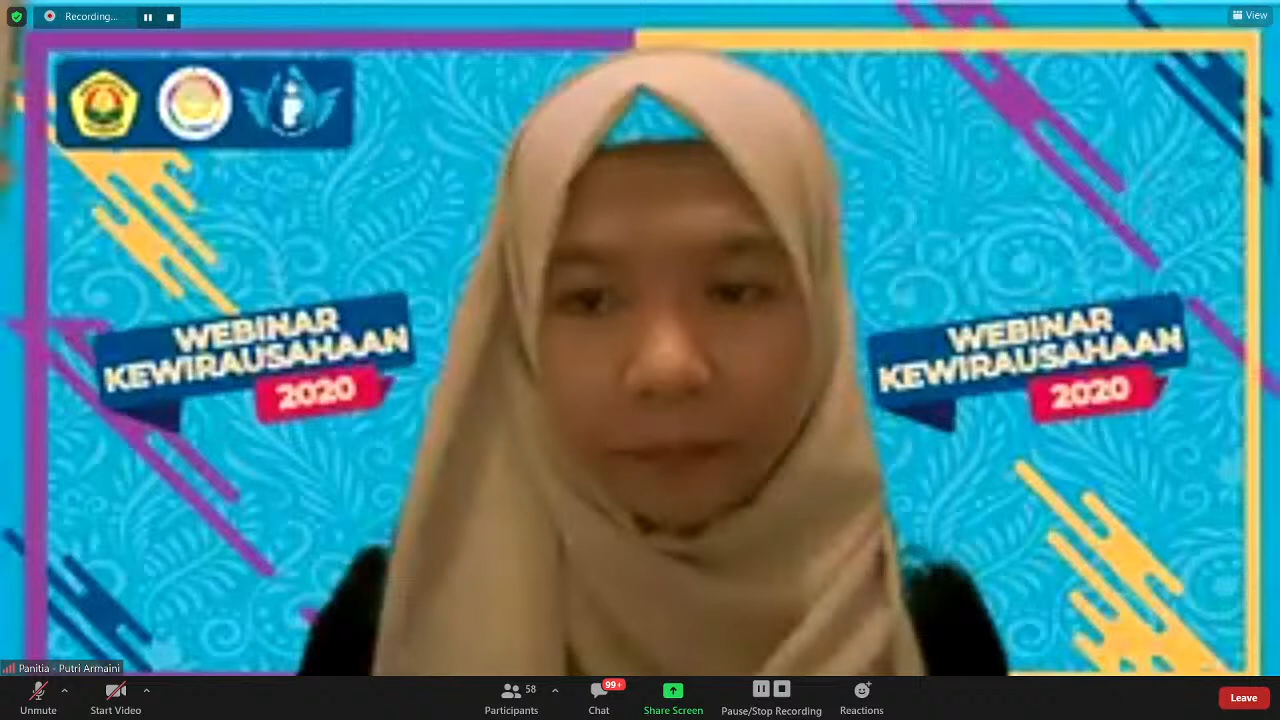 Recording...
View
WEBINAR
KEWIRAUSAHAAN
2020
WEBINAR
KEWIRAUSAHAAN
2020
Panitia - Putri Armaini
Unmute
Start Video
58
Participants
99+
Chat
Share Screen
Pause/Stop Recording
Reactions
Leave